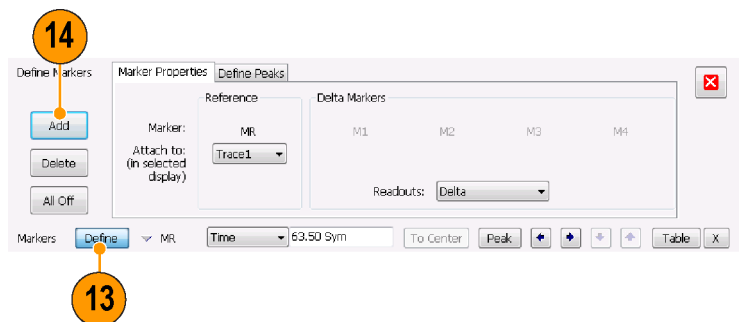 14
Define Markers
Marker Properties
Define Peaks
Reference
Delta Markers
Add
Marker:
MR
M1
M2
M3
M4
Attach to:
(in selected
display)
Trace1
Delete
Readouts:
Delta
All Off
Markers
Define
MR
Time
63.50 Sym
To Center
Peak
Table
X
13